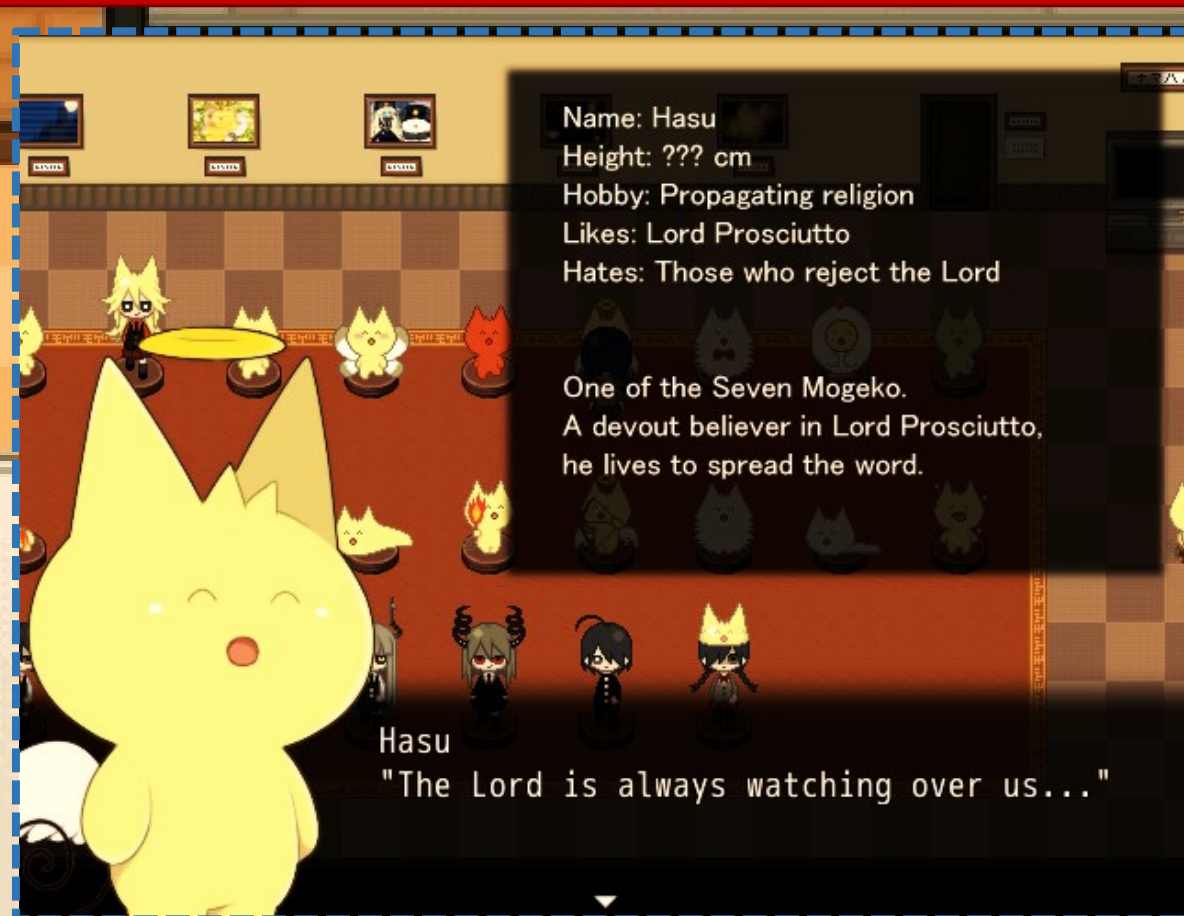 Name: Hasu
Height: ??? cm
Hobby: Propagating religion
Likes: Lord Prosciutto
Hates: Those who reject the Lord
One of the Seven Mogeko.
A devout believer in Lord Prosciutto,
he lives to spread the word.
Hasu
"The Lord is always watching over us..."